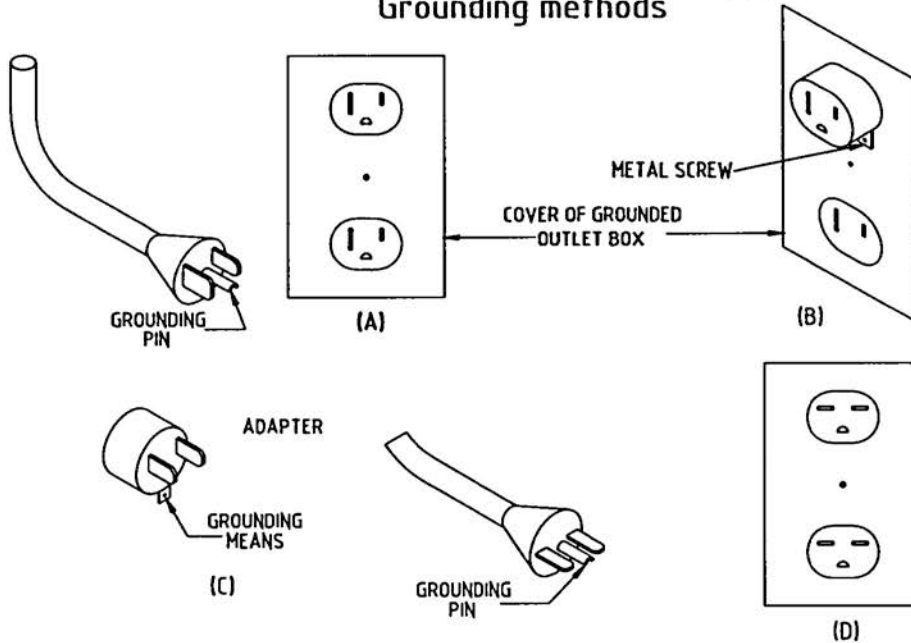 Grounding methods
METAL SCREW
COVER OF GROUNDED
OUTLET BOX
GROUNDING
PIN
(A)
(B)
ADAPTER
GROUNDING
MEANS
(C)
GROUNDING
PIN
(D)